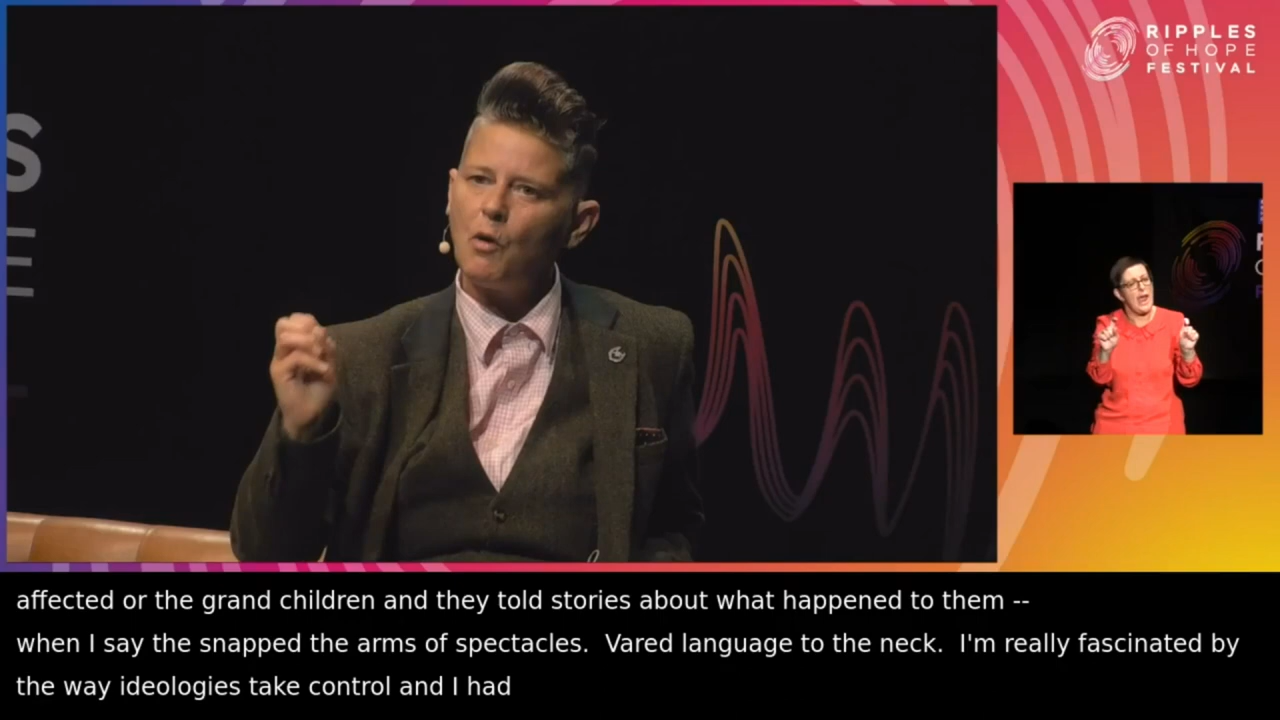 RIPPLES
OF HOPE
FESTIVAL
S
E
affected or the grand children and they told stories about what happened to them --
when I say the snapped the arms of spectacles.  Vared language to the neck.  I'm really fascinated by
the way ideologies take control and I had